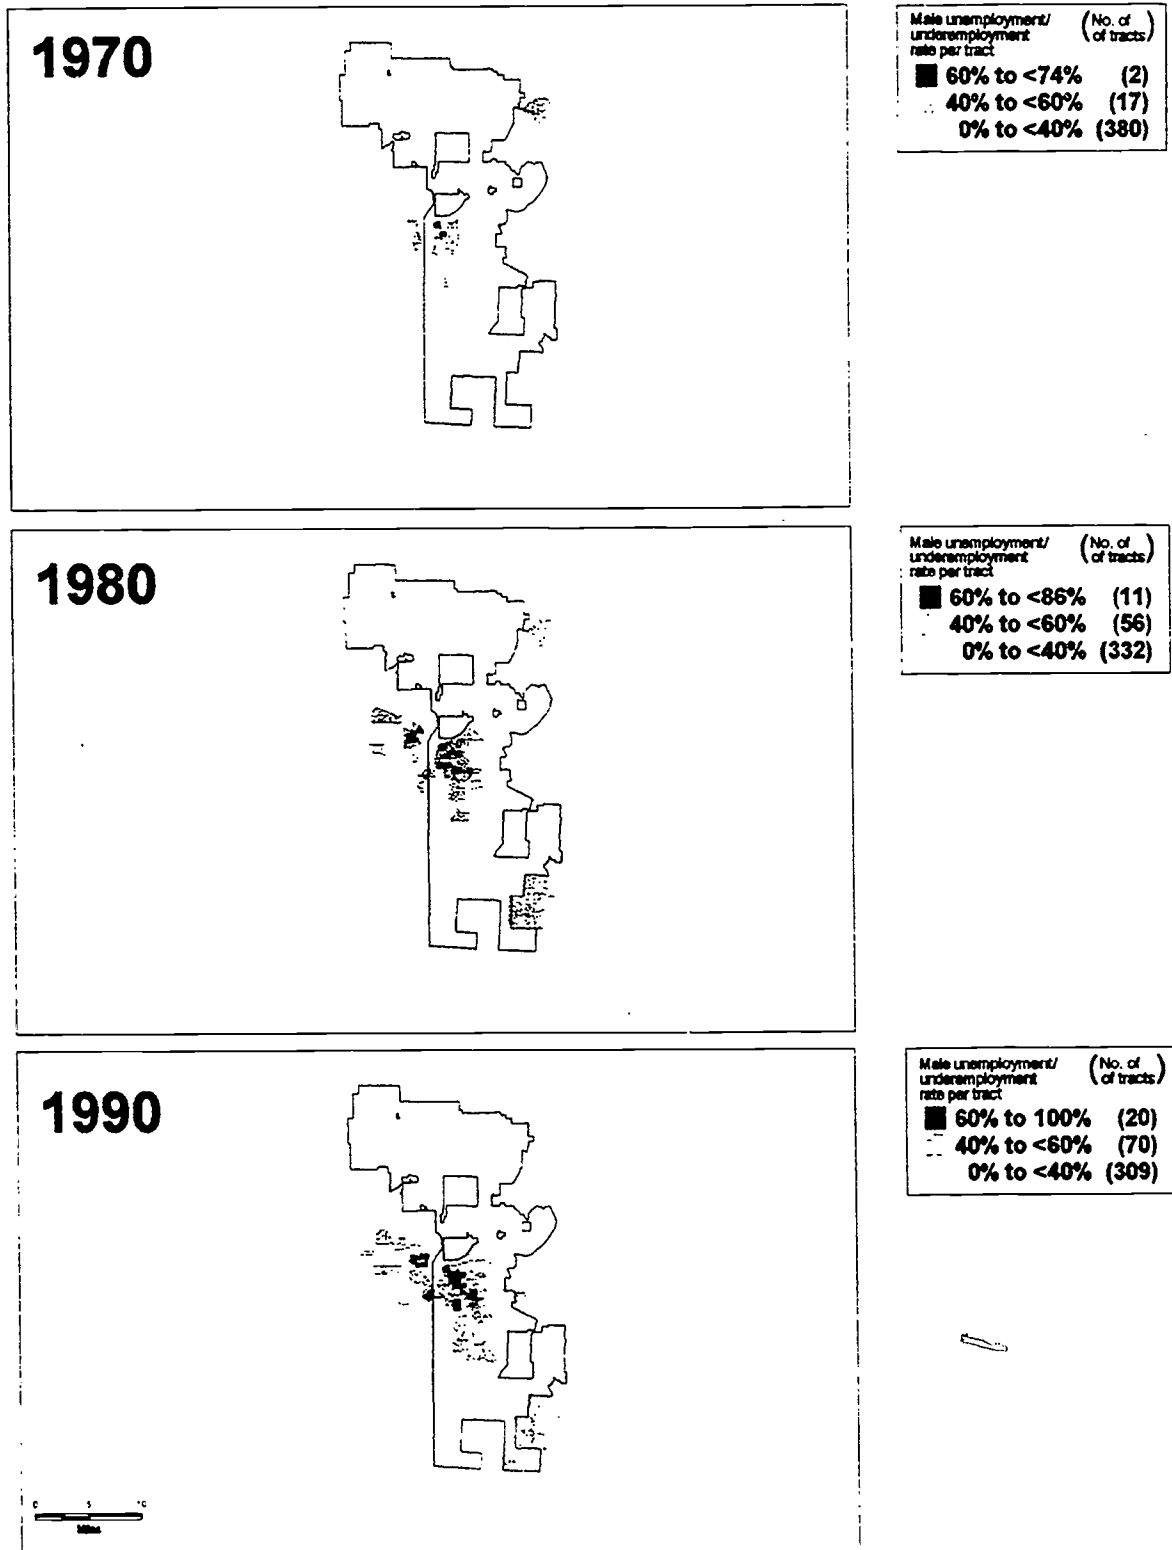 1970
Male unemployment/ (No. of
underemployment of tracts)
rate per tract
60% to <74% (2)
40% to <60% (17)
0% to <40% (380)
1980
Male unemployment/ (No. of
underemployment of tracts)
rate per tract
60% to <86% (11)
40% to <60% (56)
0% to <40% (332)
1990
Male unemployment/ (No. of
underemployment of tracts)
rate per tract
60% to 100% (20)
40% to <60% (70)
0% to <40% (309)
0 5 10
Miles